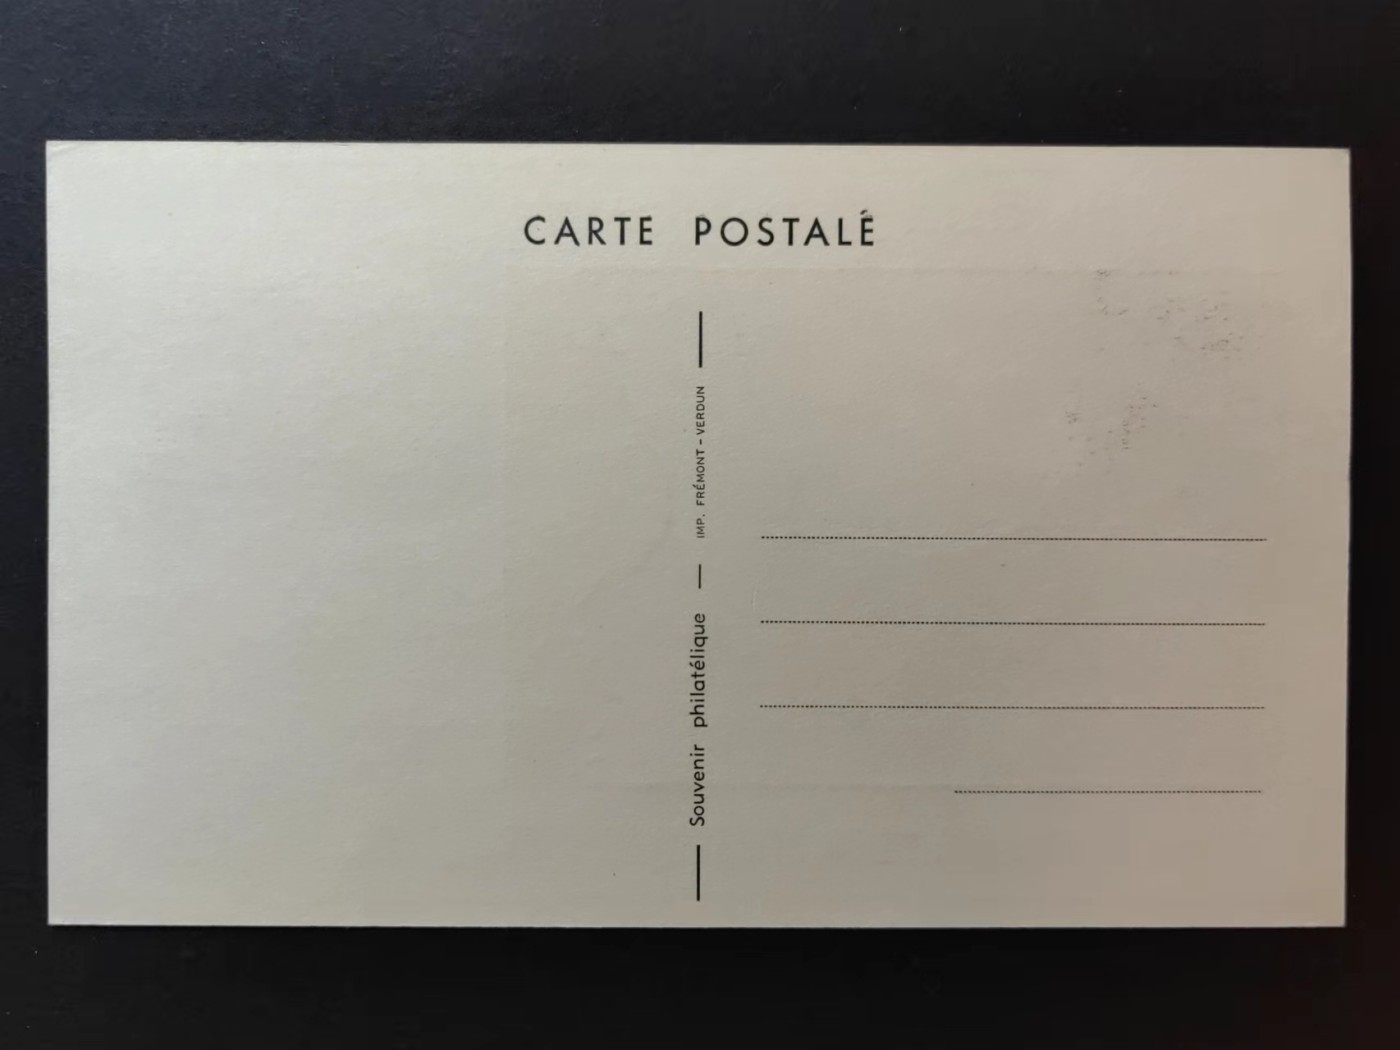 CARTE POSTALÉ
Souvenir philatélique — IMP. FRÉMONT - VERDUN